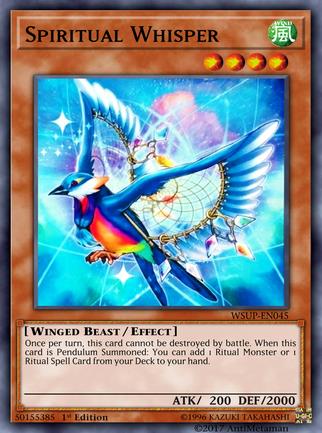 SPIRITUAL WHISPER
WIND
風
WSUP-EN045
[WINGED BEAST / EFFECT]
Once per turn, this card cannot be destroyed by battle. When this
card is Pendulum Summoned: You can add 1 Ritual Monster or 1
Ritual Spell Card from your Deck to your hand.
ATK/ 200 DEF/2000
50155385 1st Edition ©1996 KAZUKI TAKAHASHI
©2017 AntiMetaman